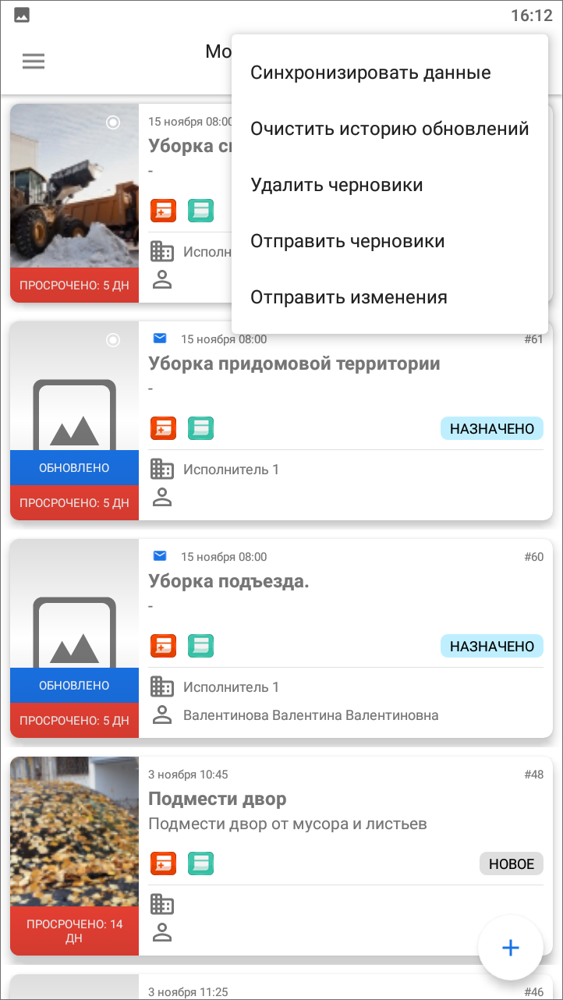 16:12
Мо
Синхронизировать данные
Очистить историю обновлений
Удалить черновики
Отправить черновики
Отправить изменения
15 ноября 08:00
Уборка
-
Исполн
ПРОСРОЧЕНО: 5 ДН
15 ноября 08:00
#61
Уборка придомовой территории
-
НАЗНАЧЕНО
ОБНОВЛЕНО
Исполнитель 1
ПРОСРОЧЕНО: 5 ДН
15 ноября 08:00
#60
Уборка подъезда.
-
НАЗНАЧЕНО
ОБНОВЛЕНО
Исполнитель 1
ПРОСРОЧЕНО: 5 ДН
Валентинова Валентина Валентиновна
3 ноября 10:45
#48
Подмести двор
Подмести двор от мусора и листьев
НОВОЕ
ПРОСРОЧЕНО: 14
ДН
3 ноября 11:25
#46